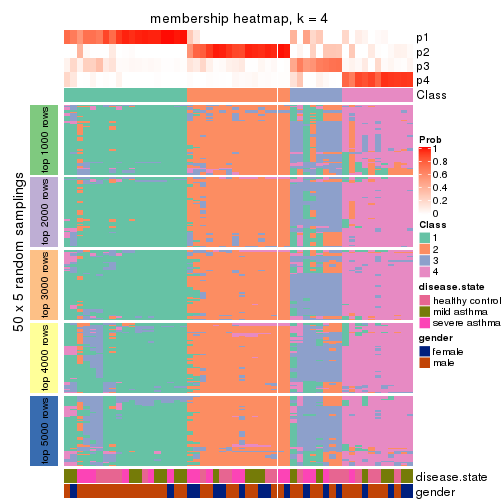 membership heatmap, k = 4
p1
p2
p3
p4
Class
50 x 5 random samplings
top 1000 rows
top 2000 rows
top 3000 rows
top 4000 rows
top 5000 rows
Prob
1
0.8
0.6
0.4
0.2
0
Class
1
2
3
4
disease.state
healthy control
mild asthma
severe asthma
gender
female
male
disease.state
gender